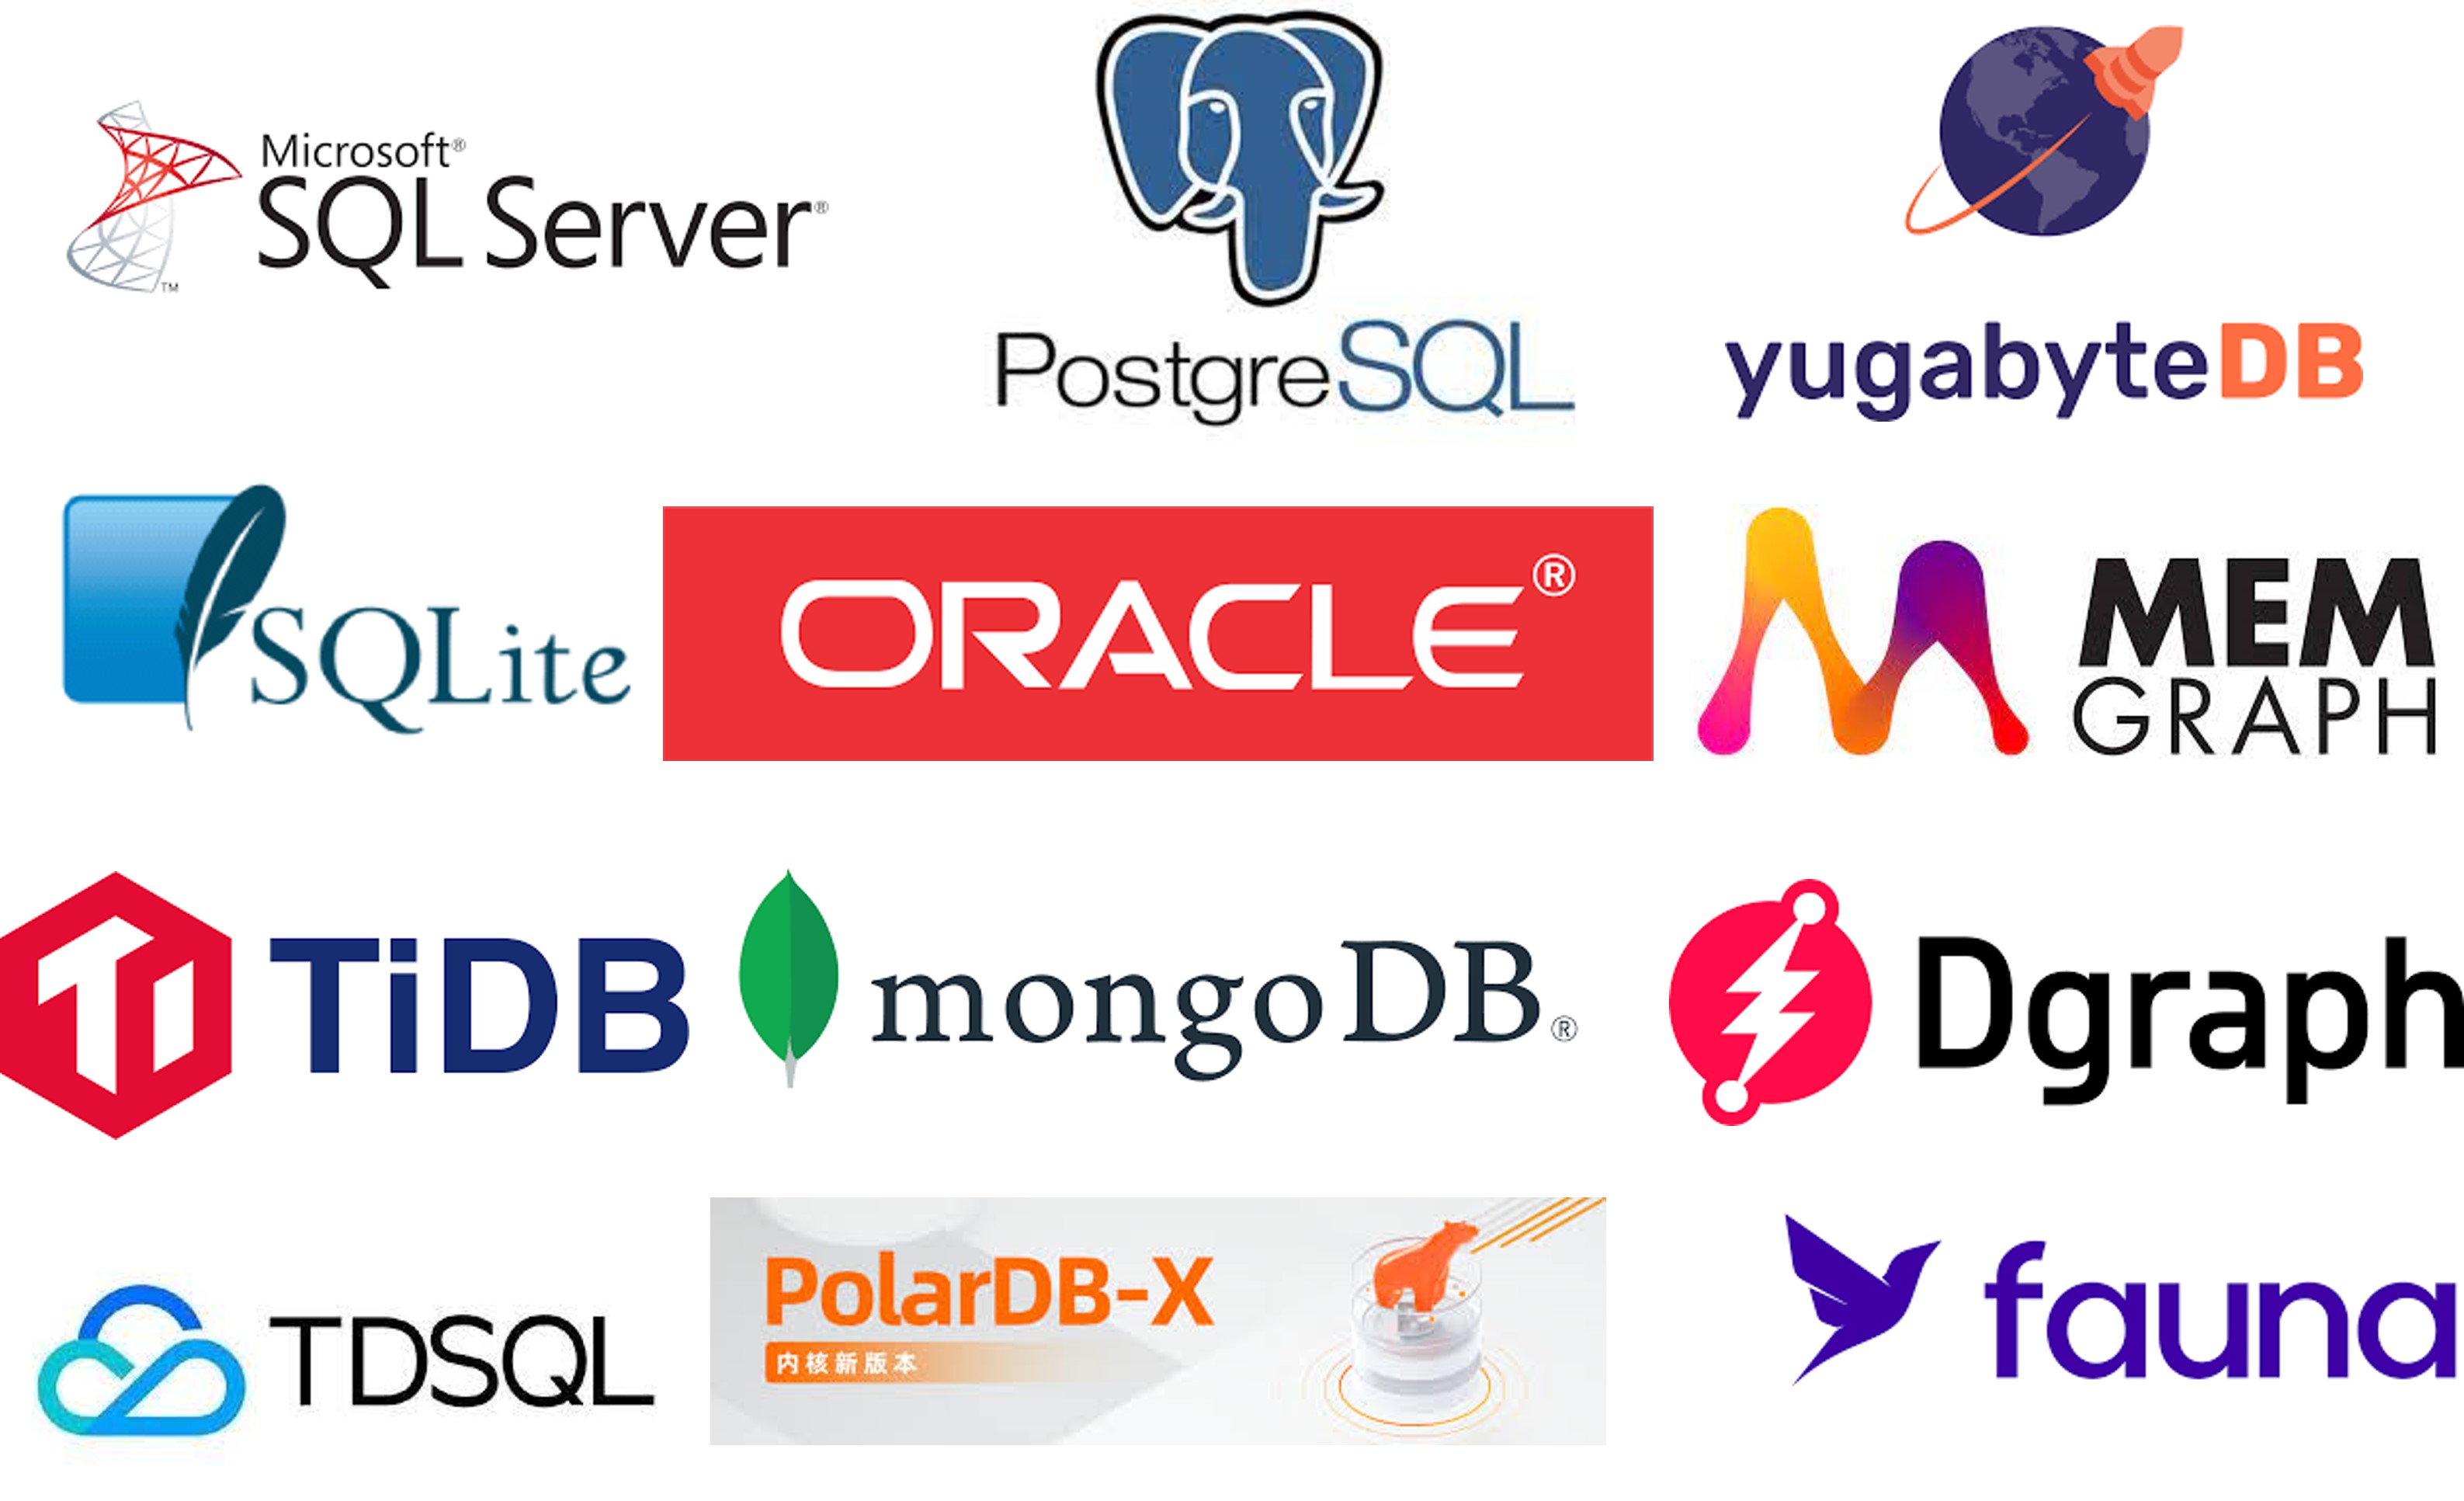 Microsoft®
SQL Server®
TM
PostgreSQL
yugabyteDB
SQLite
ORACLE®
MEM
GRAPH
TiDB
mongoDB®
Dgraph
TDSQL
PolarDB-X
内核新版本
fauna